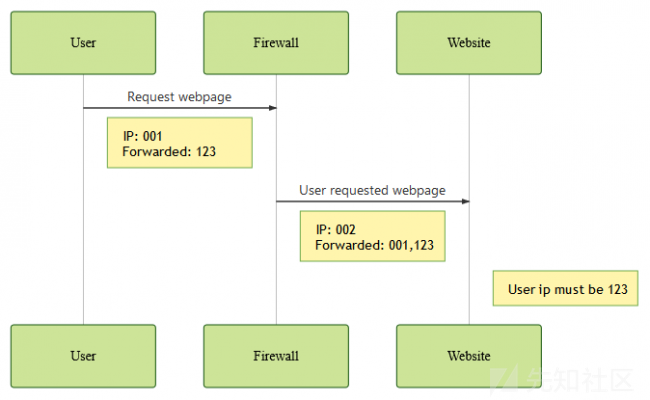 User
Firewall
Website
Request webpage
IP: 001
Forwarded: 123
User requested webpage
IP: 002
Forwarded: 001,123
User ip must be 123
User
Firewall
Website
先知社区